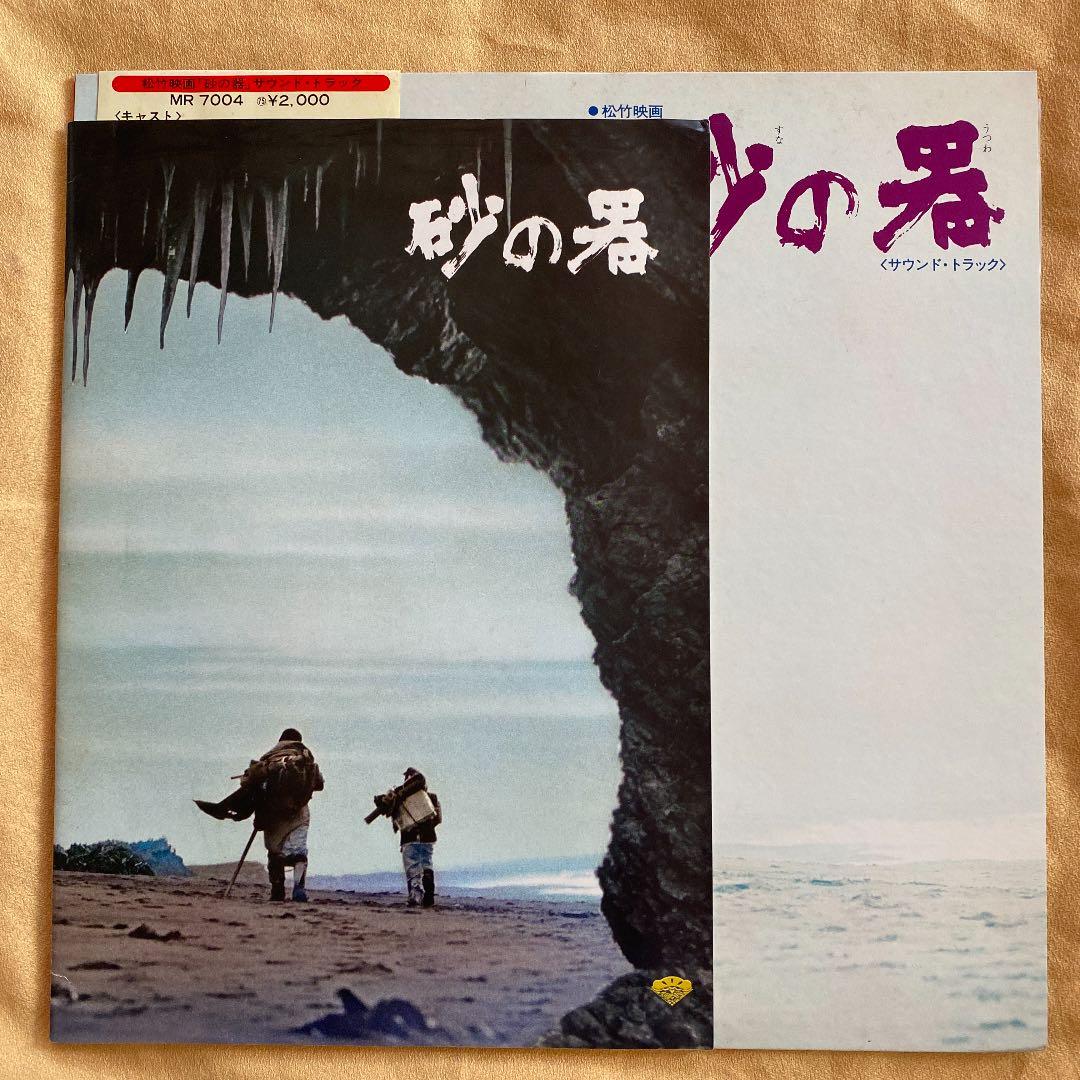 松竹映画「砂の器」サウンド・トラック
MR 7004 ㉕¥2,000
〈キャスト〉
●松竹映画
砂の器
すな うつわ
砂の器
〈サウンド・トラック〉